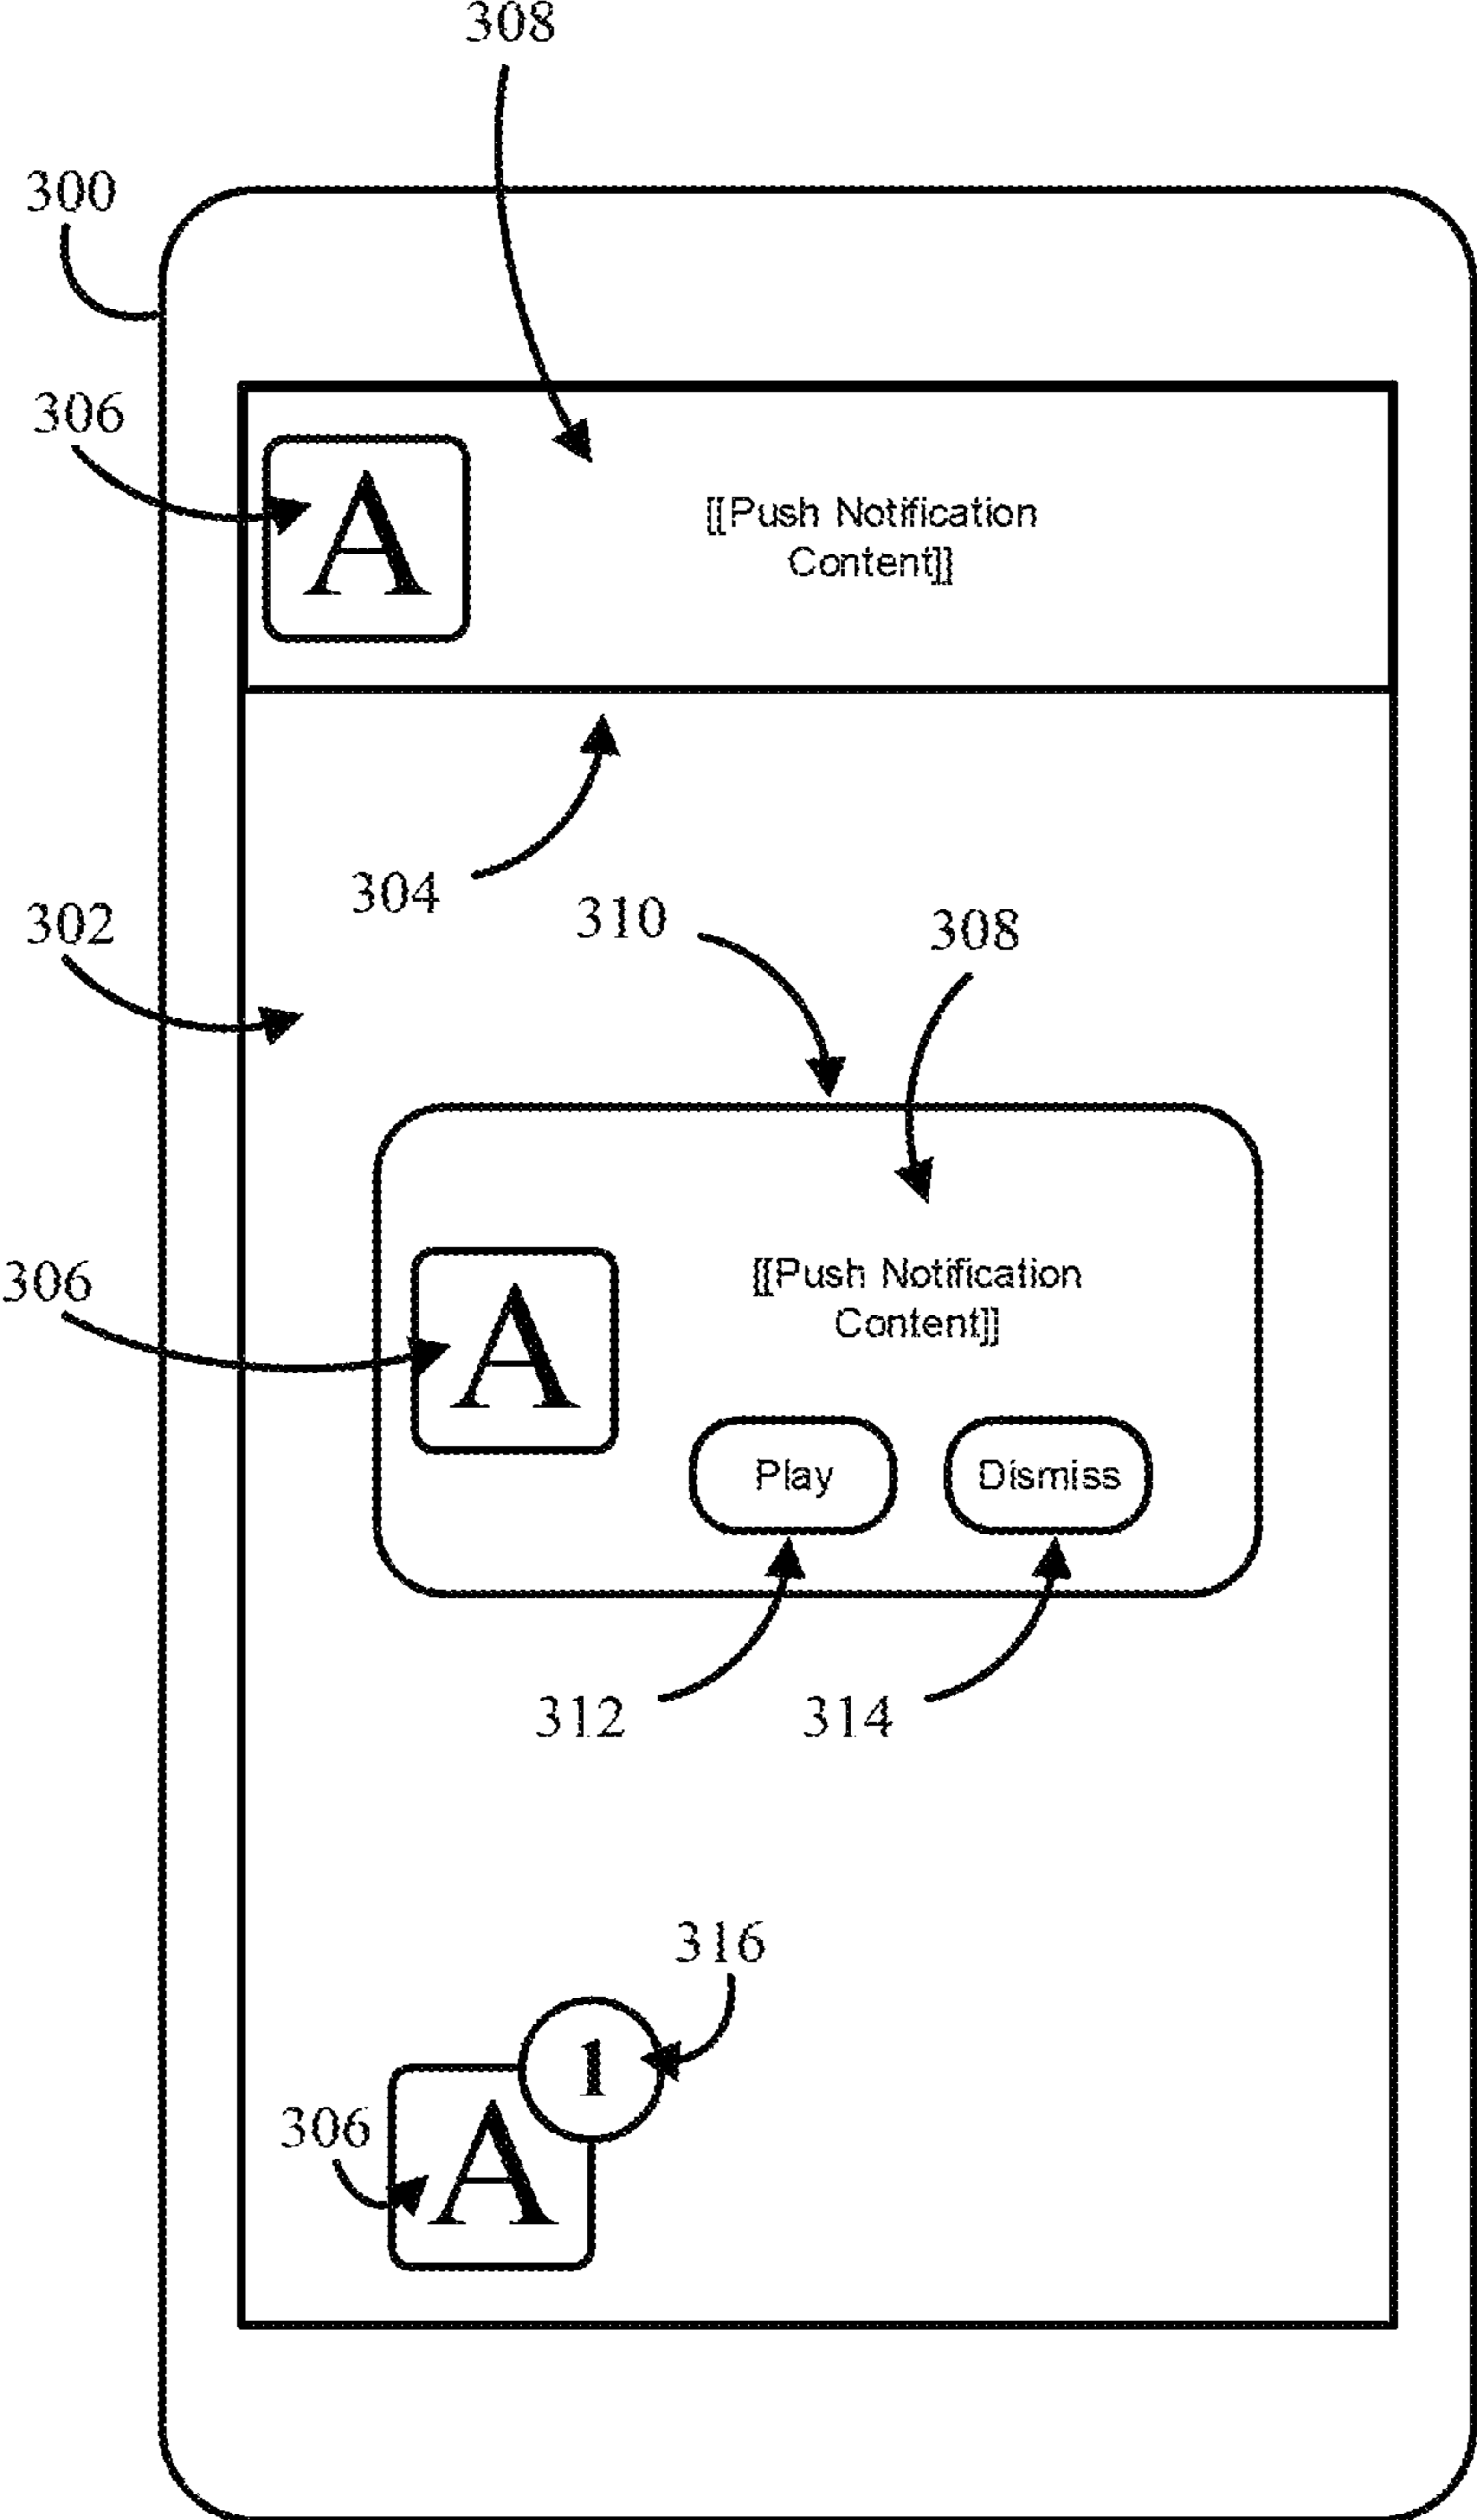 308
300
306
A
[[Push Notification
Content]]
304
302
310
308
306
A
[[Push Notification
Content]]
Play
Dismiss
312
314
316
1
306
A